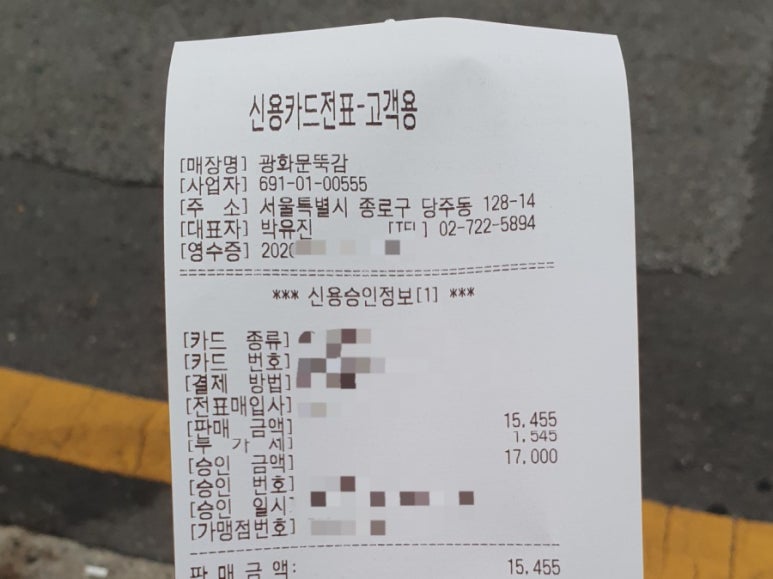 신용카드전표-고객용
[매장명] 광화문뚝감
[사업자] 691-01-00555
[주 소] 서울특별시 종로구 당주동 128-14
[대표자] 박유진 [TEL] 02-722-5894
[영수증] 202
*** 신용승인정보[1] ***
[카드 종류]
[카드 번호]
[결제 방법]
[전표매입사]
[판매 금액] 15,455
[부 가 세] 1,545
[승인 금액] 17,000
[승인 번호]
[승인 일시]
[가맹점번호]
판 매 금 액: 15,455